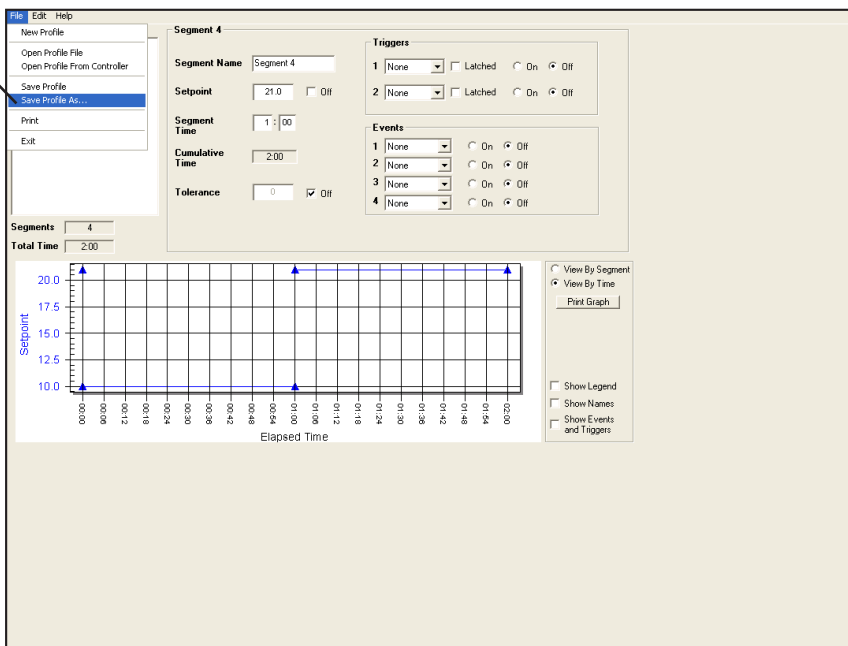 File Edit Help
New Profile
Open Profile File
Open Profile From Controller
Save Profile
Save Profile As...
Print
Exit
Segment 4
Segment Name Segment 4
Setpoint 21.0 Off
Segment Time 1 : 00
Cumulative Time 2:00
Tolerance 0 Off
Triggers
1 None Latched On Off
2 None Latched On Off
Events
1 None On Off
2 None On Off
3 None On Off
4 None On Off
Segments 4
Total Time 2:00
20.0
17.5
15.0
12.5
10.0
Setpoint
00:00 00:06 00:12 00:18 00:24 00:30 00:36 00:42 00:48 00:54 01:00 01:06 01:12 01:18 01:24 01:30 01:36 01:42 01:48 01:54 02:00
Elapsed Time
View By Segment
View By Time
Print Graph
Show Legend
Show Names
Show Events
and Triggers